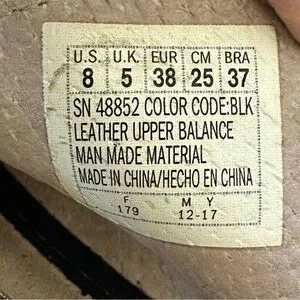 U.S. U.K. EUR CM BRA
8 5 38 25 37
SN 48852 COLOR CODE:BLK
LEATHER UPPER BALANCE
MAN MADE MATERIAL
MADE IN CHINA/HECHO EN CHINA
F M Y
179 12-17